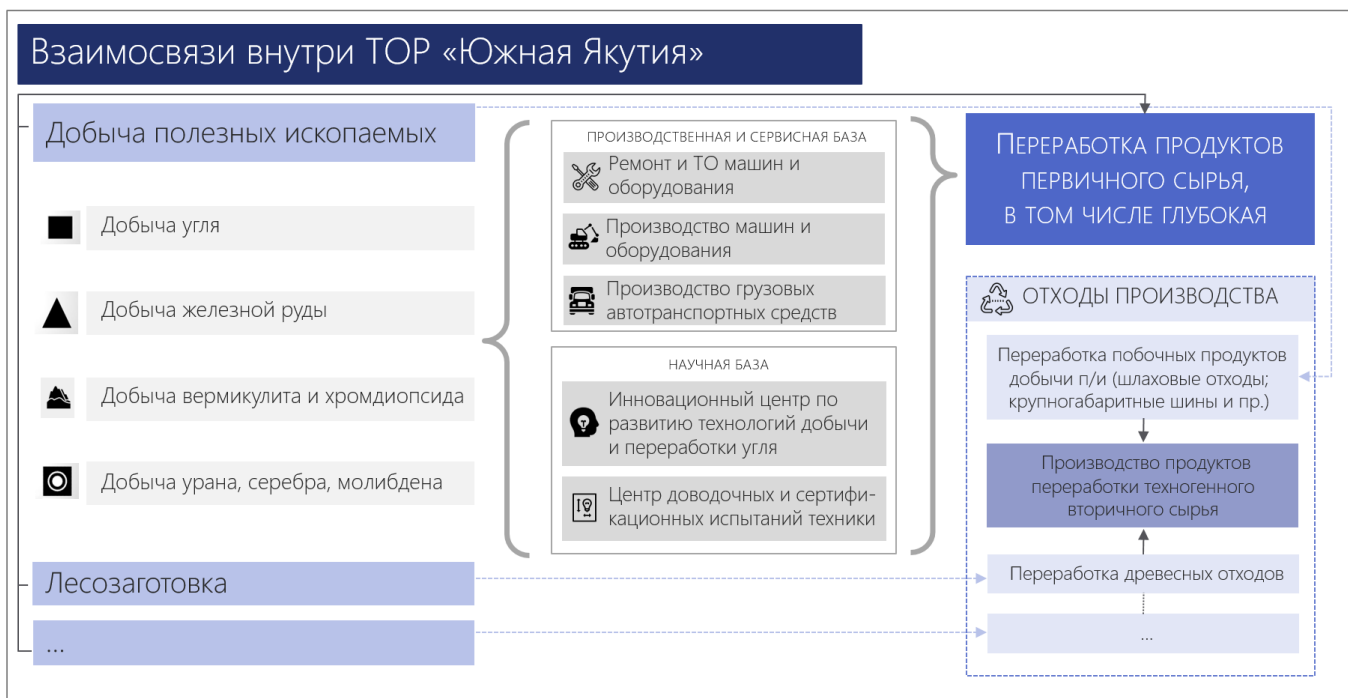 Взаимосвязи внутри ТОР «Южная Якутия»
Добыча полезных ископаемых
Добыча угля
Добыча железной руды
Добыча вермикулита и хромдиопсида
Добыча урана, серебра, молибдена
Лесозаготовка
...
ПРОИЗВОДСТВЕННАЯ И СЕРВИСНАЯ БАЗА
Ремонт и ТО машин и
оборудования
Производство машин и
оборудования
Производство грузовых
автотранспортных средств
НАУЧНАЯ БАЗА
Инновационный центр по
развитию технологий добычи
и переработки угля
Центр доводочных и сертифи-
кационных испытаний техники
ПЕРЕРАБОТКА ПРОДУКТОВ
ПЕРВИЧНОГО СЫРЬЯ,
В ТОМ ЧИСЛЕ ГЛУБОКАЯ
ОТХОДЫ ПРОИЗВОДСТВА
Переработка побочных продуктов
добычи п/и (шлаховые отходы;
крупногабаритные шины и пр.)
Производство продуктов
переработки техногенного
вторичного сырья
Переработка древесных отходов
...